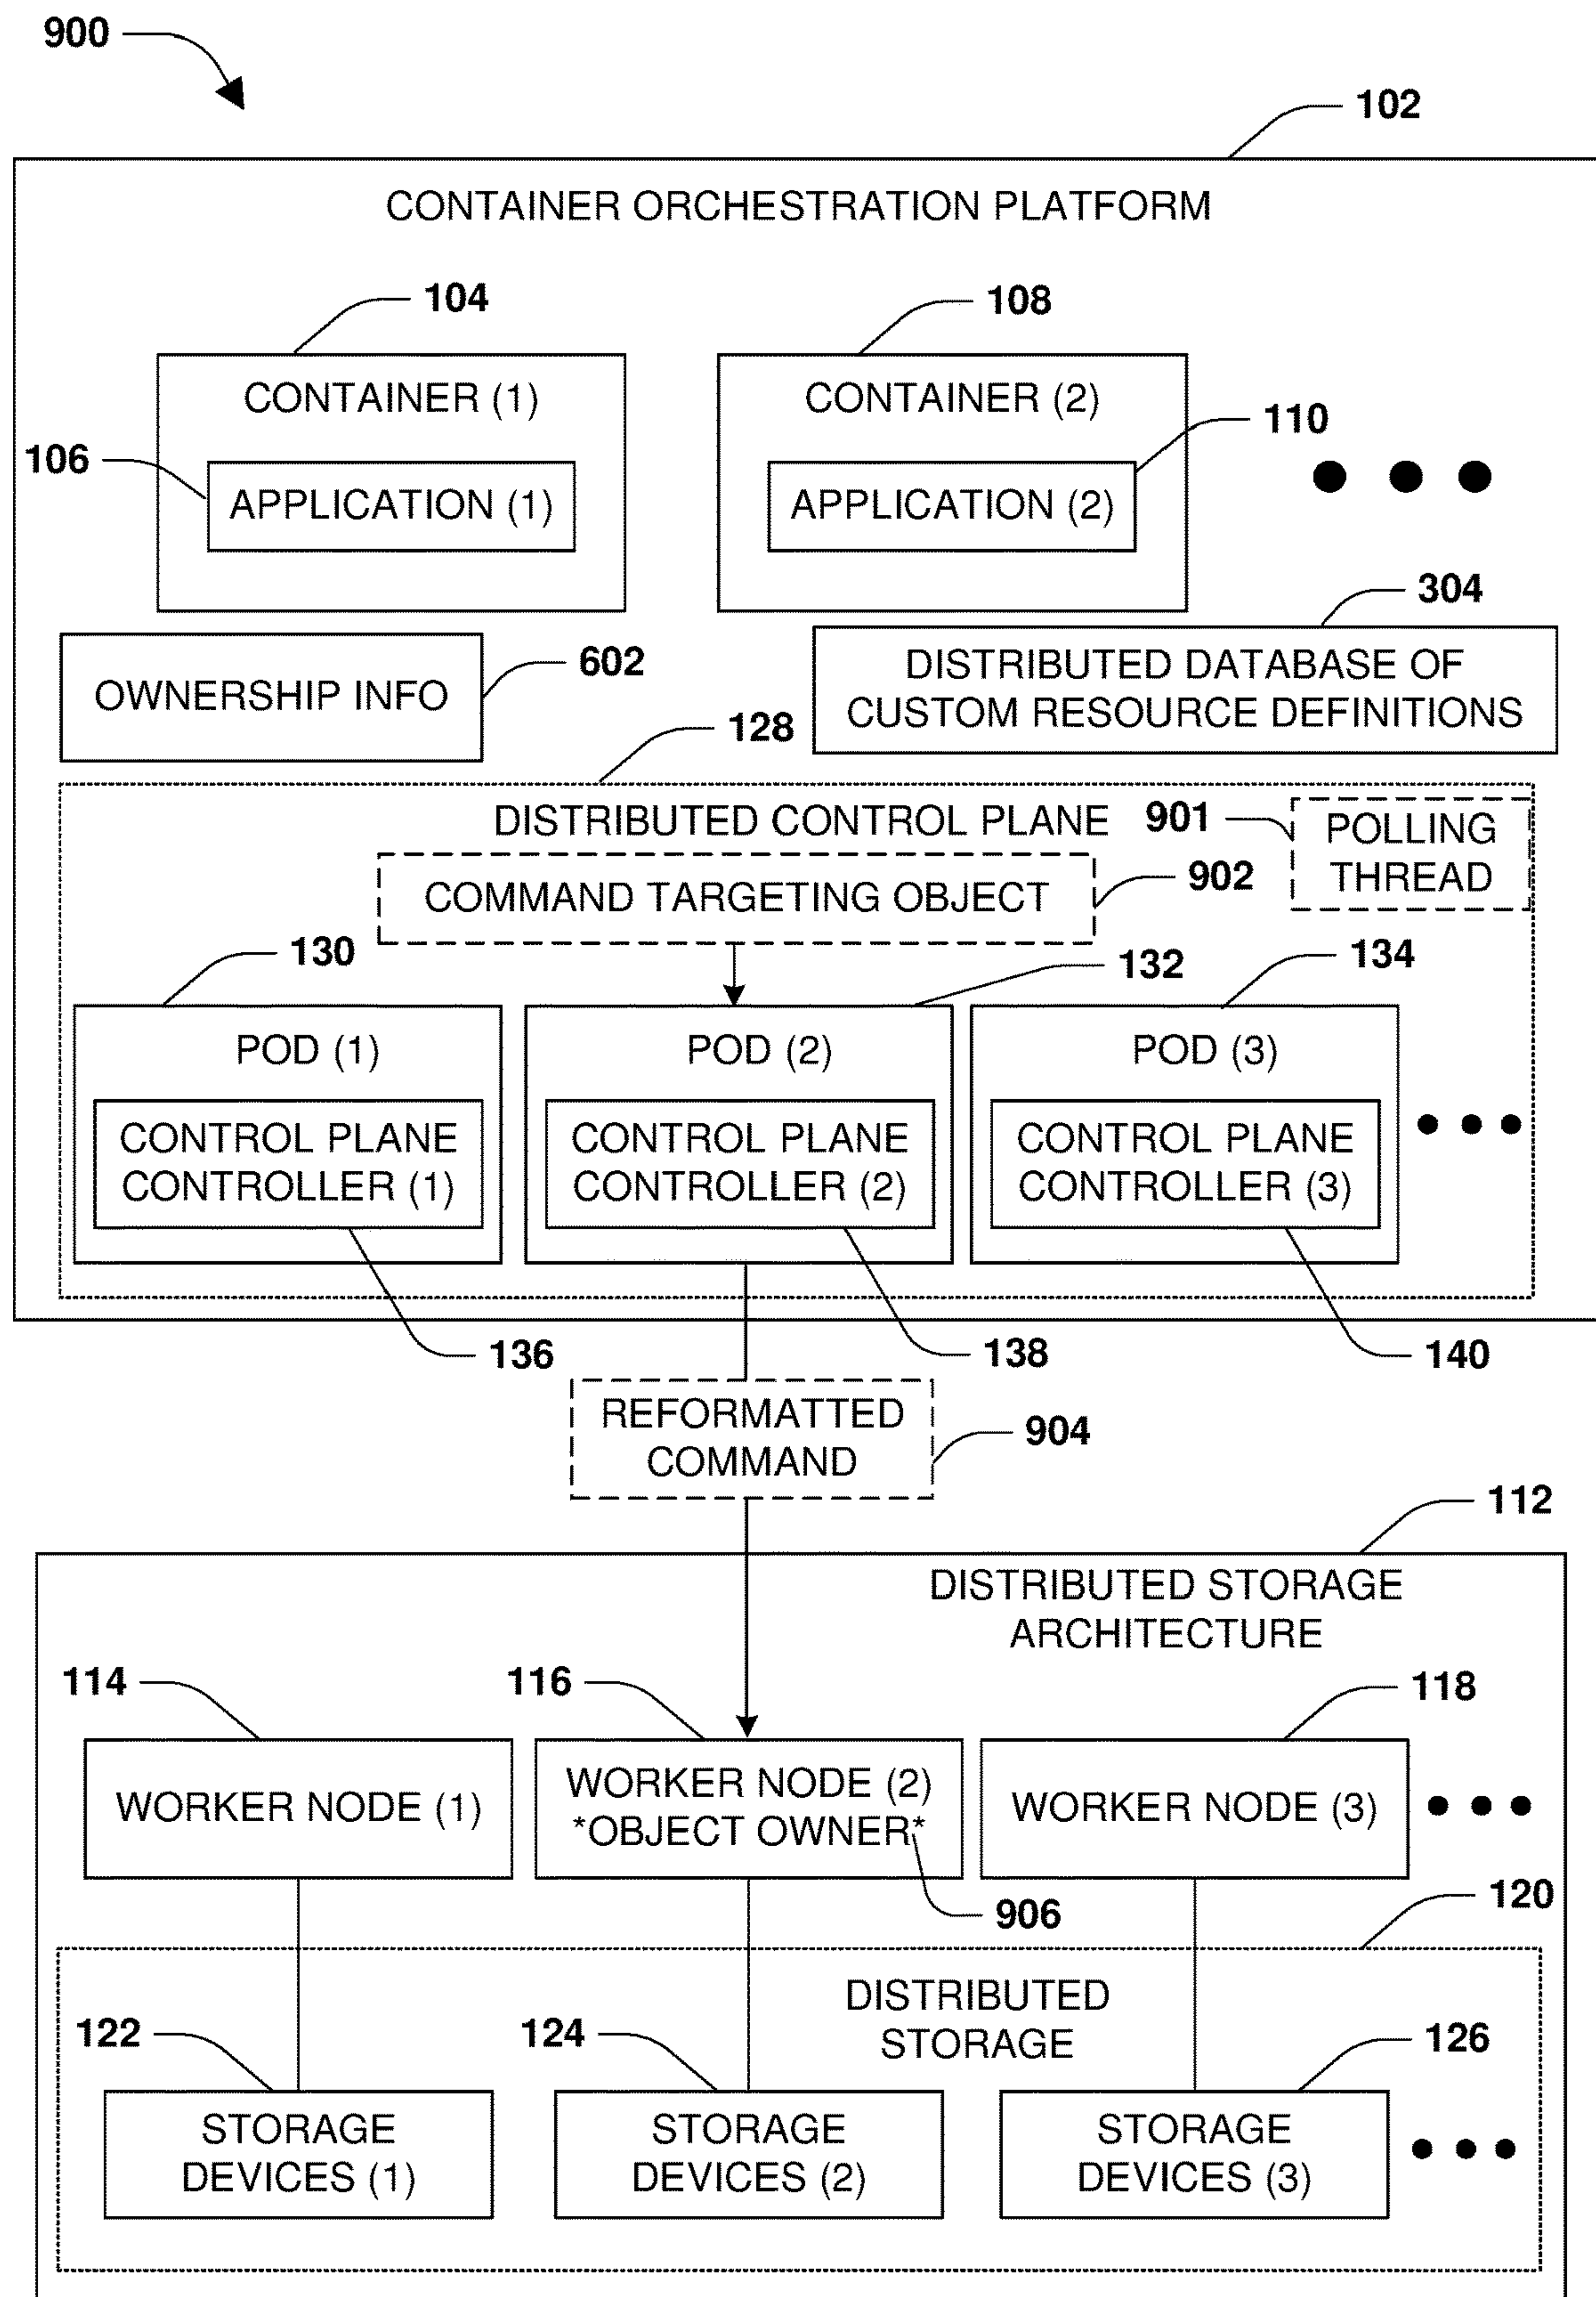 900
102
CONTAINER ORCHESTRATION PLATFORM
104
108
CONTAINER (1)
CONTAINER (2)
110
106
APPLICATION (1)
APPLICATION (2)
304
602
OWNERSHIP INFO
DISTRIBUTED DATABASE OF
CUSTOM RESOURCE DEFINITIONS
128
DISTRIBUTED CONTROL PLANE
901
POLLING
THREAD
COMMAND TARGETING OBJECT
902
130
132
134
POD (1)
POD (2)
POD (3)
CONTROL PLANE
CONTROLLER (1)
CONTROL PLANE
CONTROLLER (2)
CONTROL PLANE
CONTROLLER (3)
136
138
140
REFORMATTED
COMMAND
904
112
DISTRIBUTED STORAGE
ARCHITECTURE
114
116
118
WORKER NODE (1)
WORKER NODE (2)
*OBJECT OWNER*
WORKER NODE (3)
906
120
DISTRIBUTED
STORAGE
122
124
126
STORAGE
DEVICES (1)
STORAGE
DEVICES (2)
STORAGE
DEVICES (3)